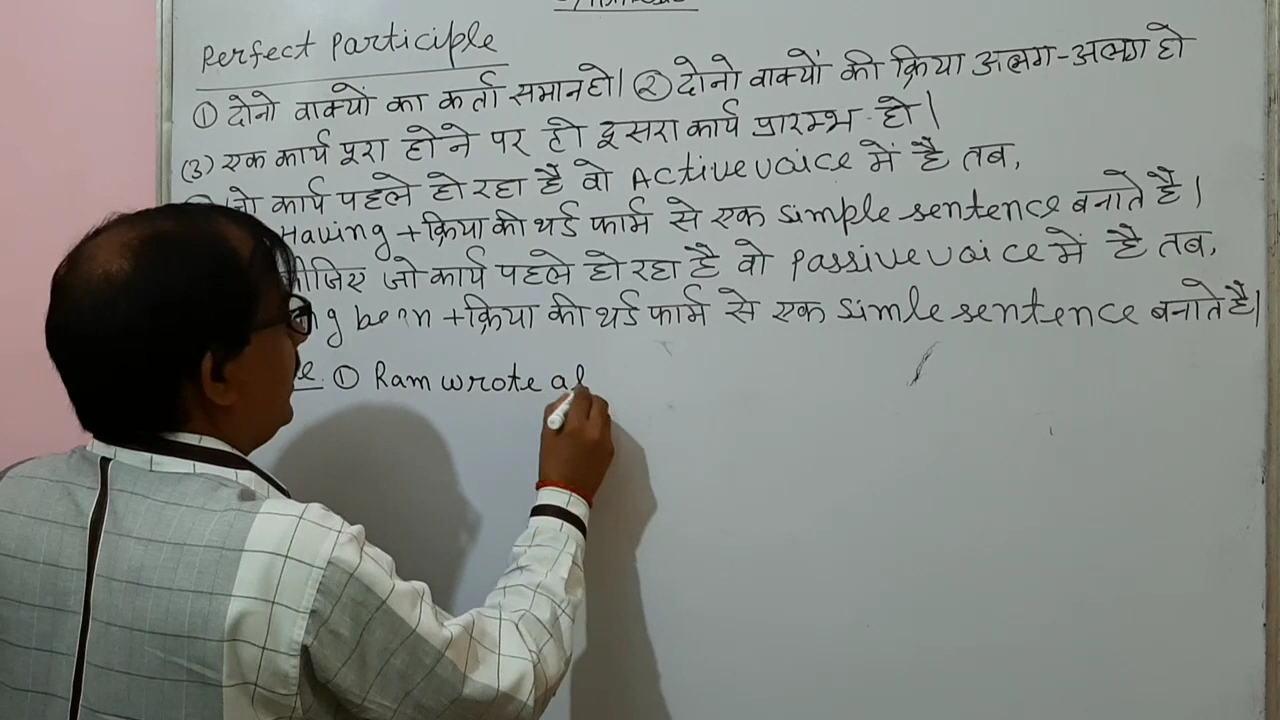 Perfect Participle
① दोनो वाक्यों का कर्ता समान हो। ② दोनो वाक्यों की क्रिया अलग-अलग हो
(3) एक कार्य पूरा होने पर ही दूसरा कार्य प्रारम्भ हो।
कार्य पहले हो रहा है वो Active voice में है तब,
Having + क्रिया की थर्ड फार्म से एक simple sentence बनाते है।
जो कार्य पहले हो रहा है वो passive voice में है तब,
been + क्रिया की थर्ड फार्म से एक simle sentence बनाते है।
① Ram wrote a